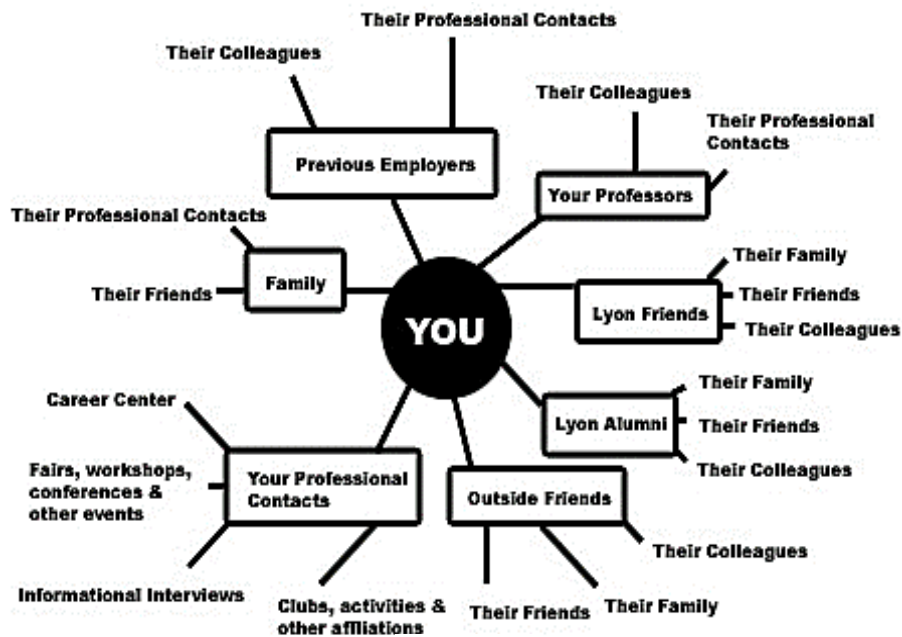 Their Professional Contacts
Their Colleagues
Their Colleagues
Their Professional
Contacts
Previous Employers
Your Professors
Their Professional Contacts
Family
Their Friends
Their Family
Their Friends
Lyon Friends
Their Colleagues
YOU
Their Family
Lyon Alumni
Their Friends
Their Colleagues
Career Center
Fairs, workshops,
conferences &
other events
Your Professional
Contacts
Informational Interviews
Clubs, activities &
other affliations
Outside Friends
Their Colleagues
Their Friends
Their Family